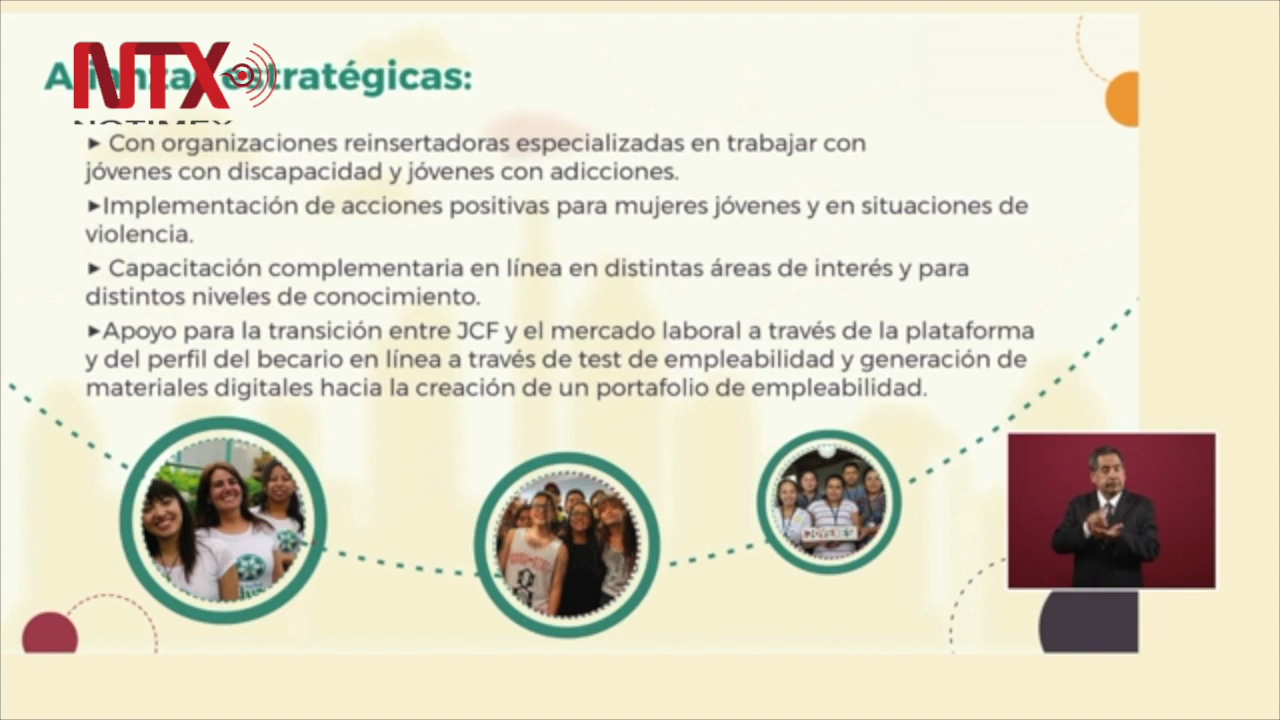 NTX
estratégicas:
► Con organizaciones reinsertadoras especializadas en trabajar con
jóvenes con discapacidad y jóvenes con adicciones.
►Implementación de acciones positivas para mujeres jóvenes y en situaciones de
violencia.
► Capacitación complementaria en línea en distintas áreas de interés y para
distintos niveles de conocimiento.
►Apoyo para la transición entre JCF y el mercado laboral a través de la plataforma
y del perfil del becario en línea a través de test de empleabilidad y generación de
materiales digitales hacia la creación de un portafolio de empleabilidad.